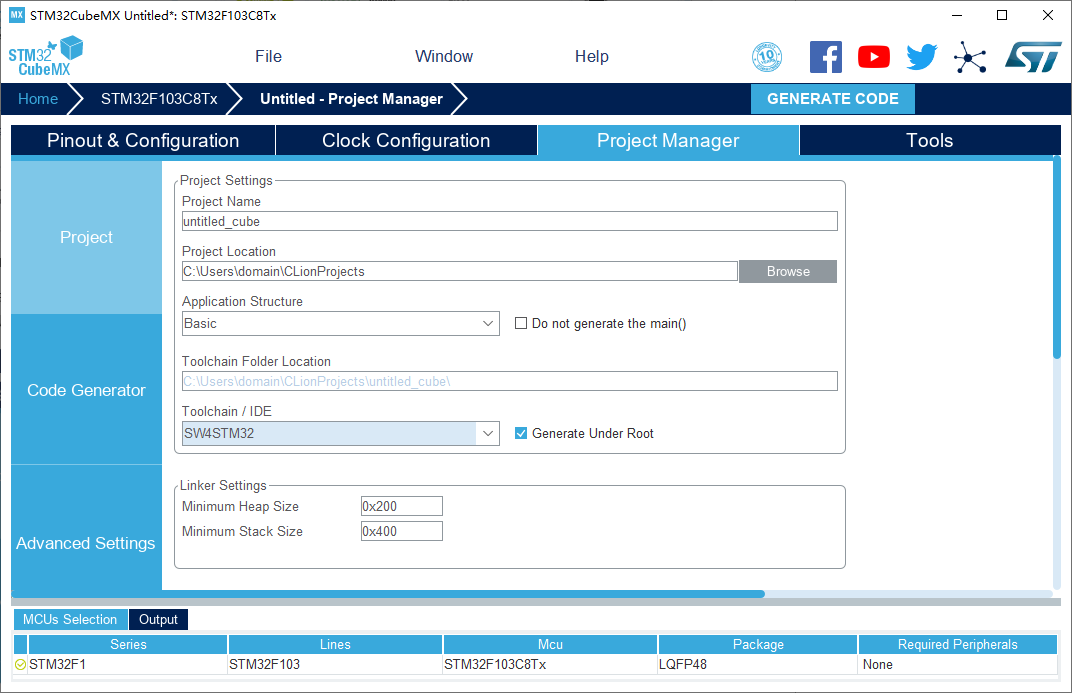 MX STM32CubeMX Untitled*: STM32F103C8Tx
STM32 CubeMX
File Window Help
10
Home STM32F103C8Tx Untitled - Project Manager GENERATE CODE
Pinout & Configuration Clock Configuration Project Manager Tools
Project
Code Generator
Advanced Settings
Project Settings
Project Name
untitled_cube
Project Location
C:\Users\domain\CLionProjects Browse
Application Structure
Basic Do not generate the main()
Toolchain Folder Location
C:\Users\domain\CLionProjects\untitled_cube\
Toolchain / IDE
SW4STM32 Generate Under Root
Linker Settings
Minimum Heap Size 0x200
Minimum Stack Size 0x400
MCUs Selection Output
Series Lines Mcu Package Required Peripherals
STM32F1 STM32F103 STM32F103C8Tx LQFP48 None